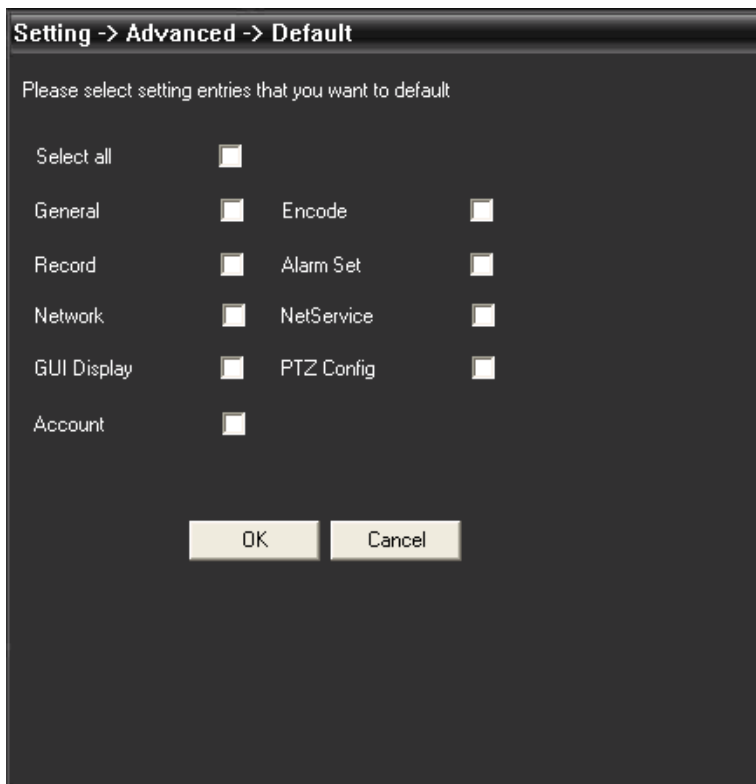 Setting -> Advanced -> Default
Please select setting entries that you want to default
Select all
General Encode
Record Alarm Set
Network NetService
GUI Display PTZ Config
Account
OK Cancel